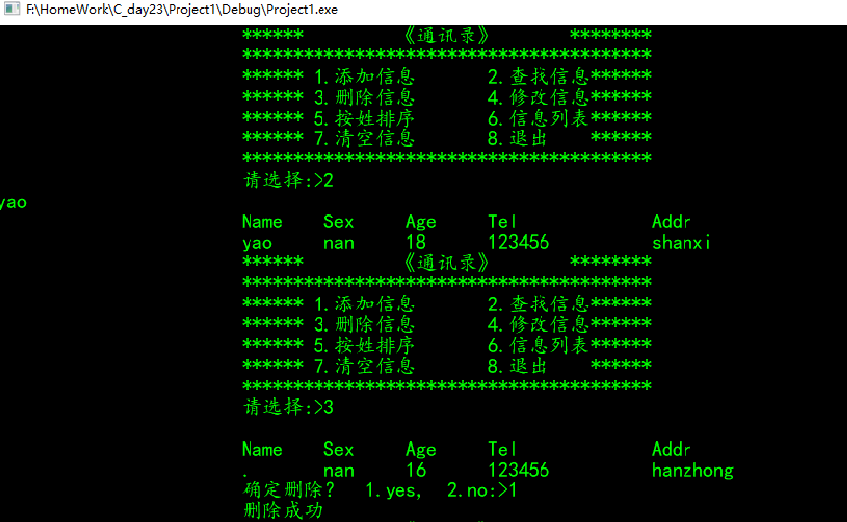 F:\HomeWork\C_day23\Project1\Debug\Project1.exe
****** 《通讯录》 ********
****************************************
****** 1.添加信息 2.查找信息******
****** 3.删除信息 4.修改信息******
****** 5.按姓排序 6.信息列表******
****** 7.清空信息 8.退出 ******
****************************************
请选择:>2
yao
Name Sex Age Tel Addr
yao nan 18 123456 shanxi
****** 《通讯录》 ********
****************************************
****** 1.添加信息 2.查找信息******
****** 3.删除信息 4.修改信息******
****** 5.按姓排序 6.信息列表******
****** 7.清空信息 8.退出 ******
****************************************
请选择:>3
Name Sex Age Tel Addr
. nan 16 123456 hanzhong
确定删除? 1.yes, 2.no:>1
删除成功